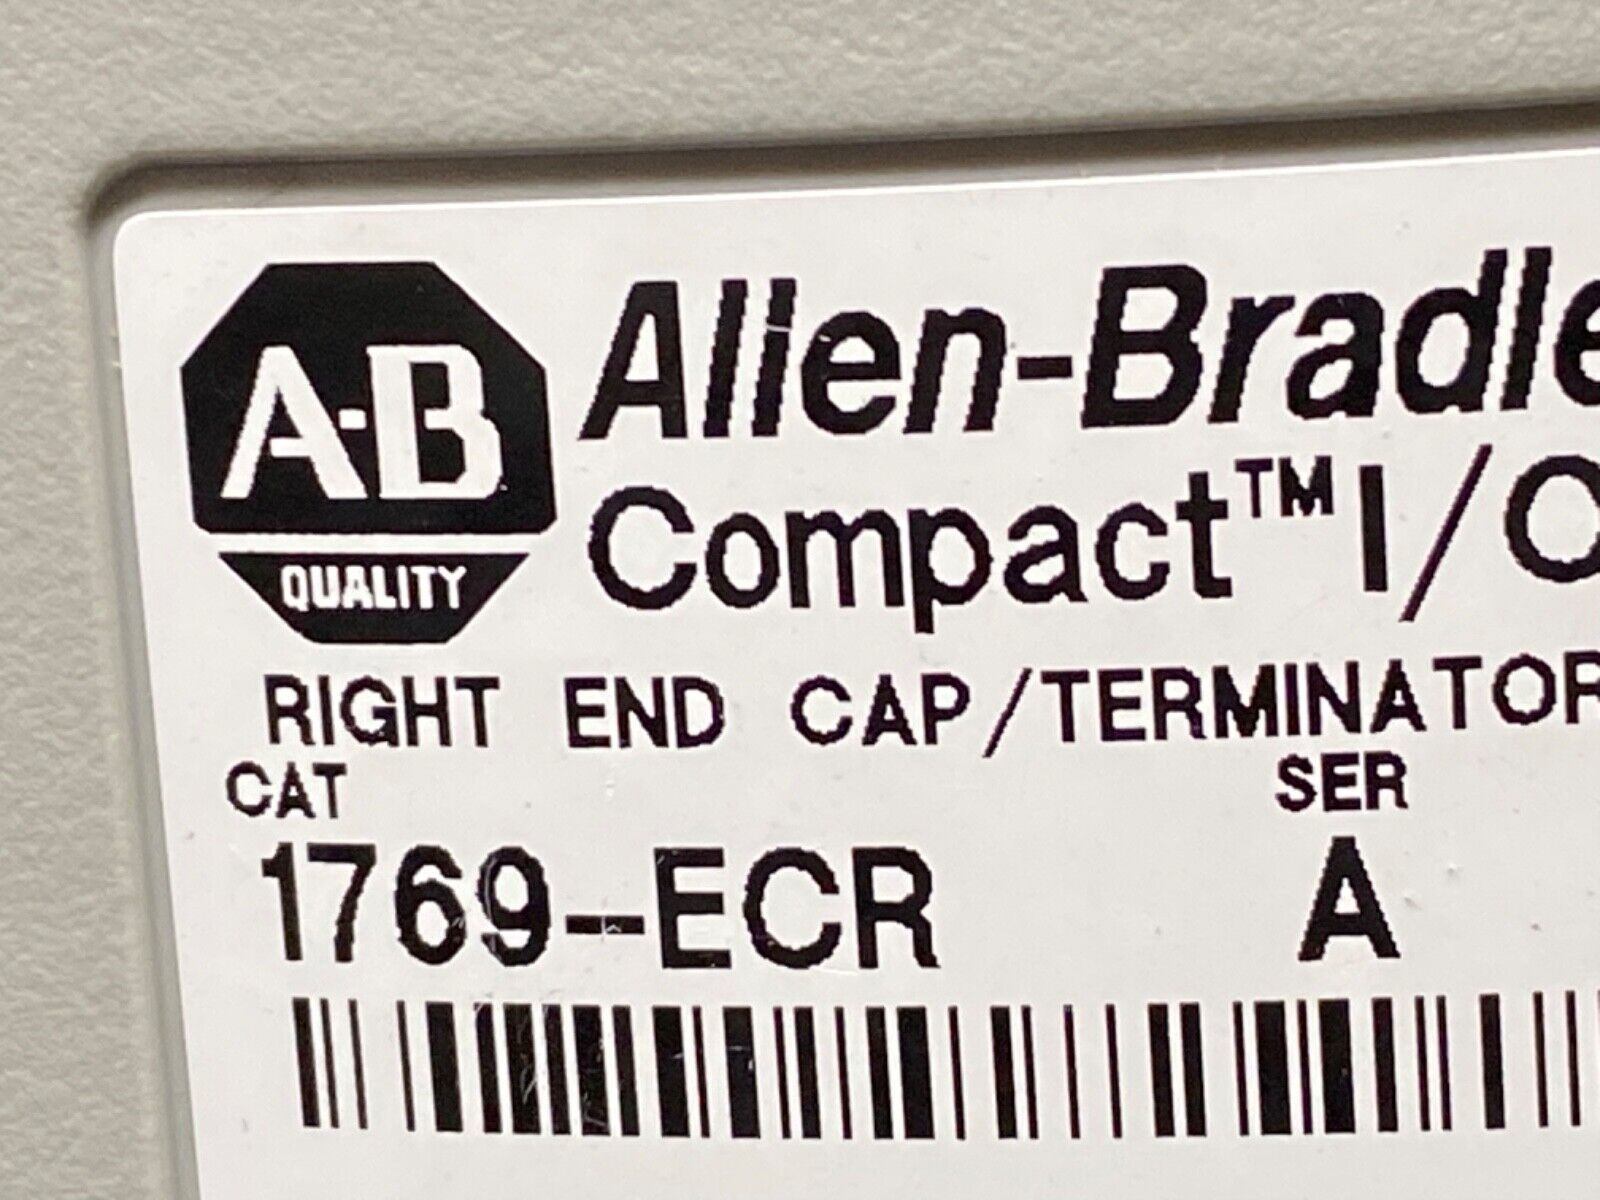 A-B
QUALITY
Allen-Bradle
Compact™ I/O
RIGHT END CAP/TERMINATOR
CAT
SER
1769-ECR
A